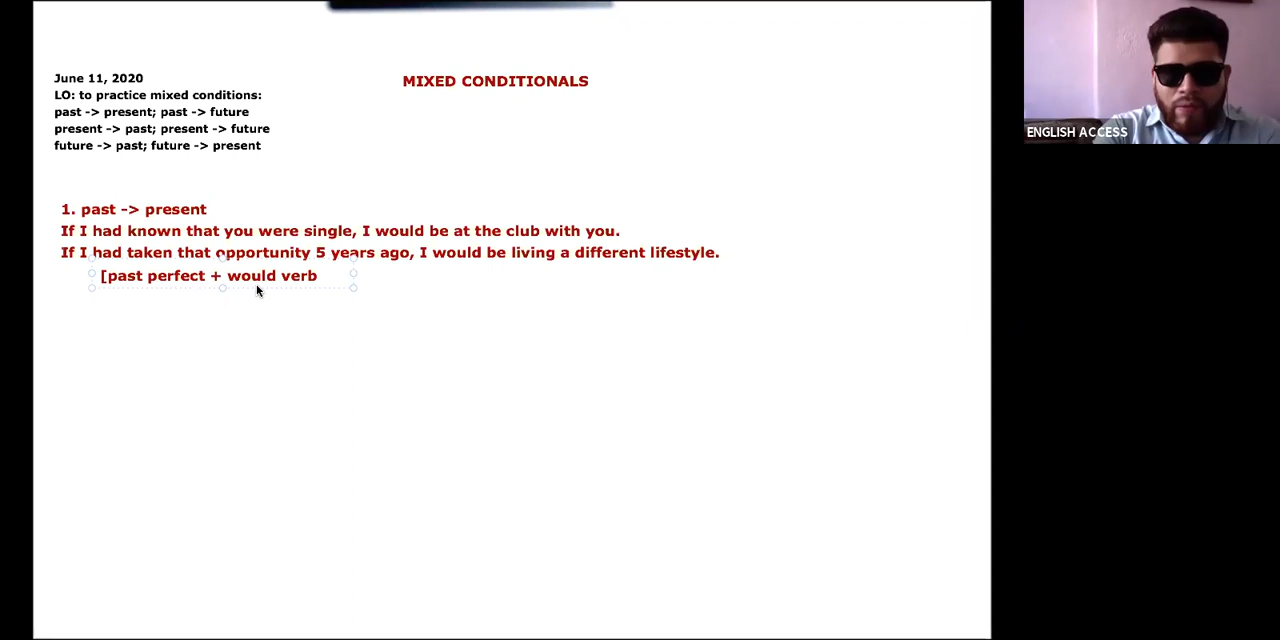 June 11, 2020
MIXED CONDITIONALS
LO: to practice mixed conditions:
past -> present; past -> future
present -> past; present -> future
future -> past; future -> present
1. past -> present
If I had known that you were single, I would be at the club with you.
If I had taken that opportunity 5 years ago, I would be living a different lifestyle.
[past perfect + would verb
ENGLISH ACCESS